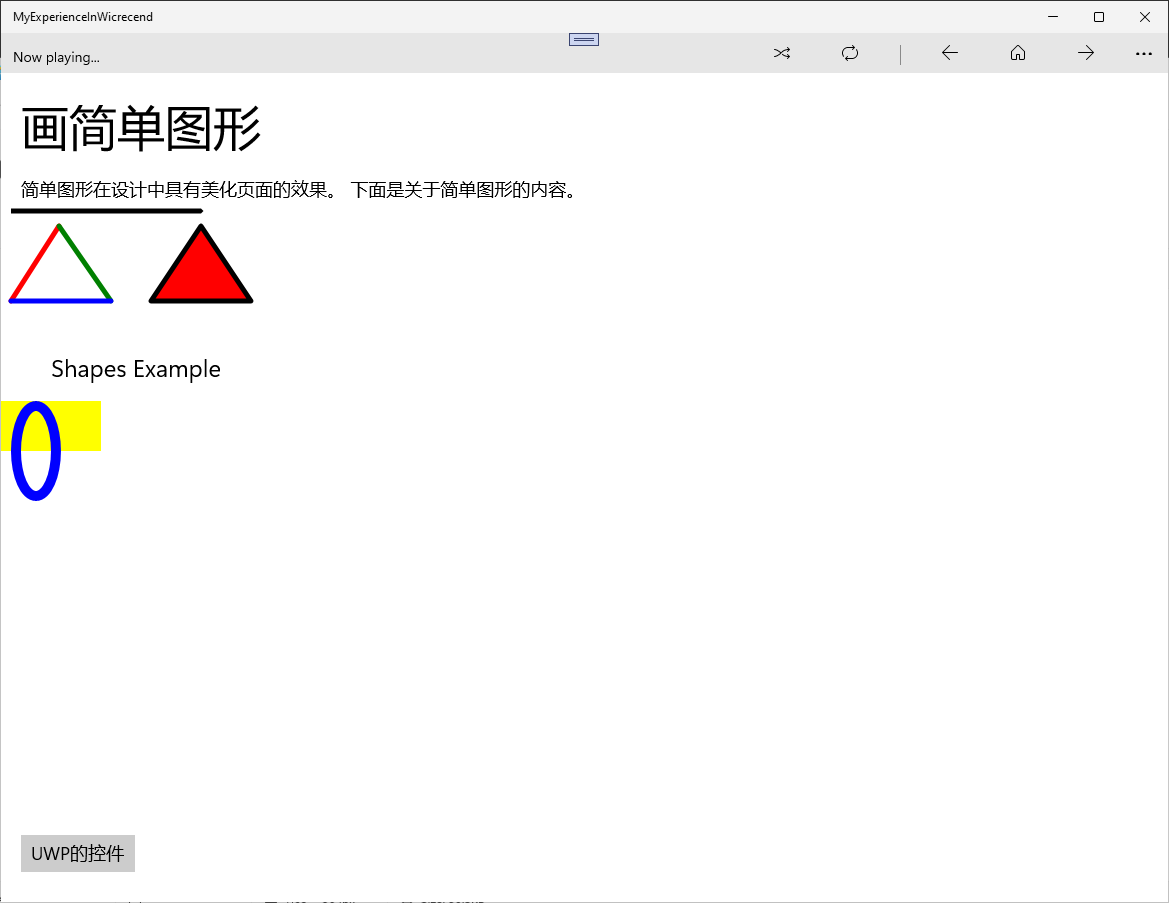 MyExperienceInWicrecend
Now playing...
画简单图形
简单图形在设计中具有美化页面的效果。 下面是关于简单图形的内容。
Shapes Example
UWP的控件